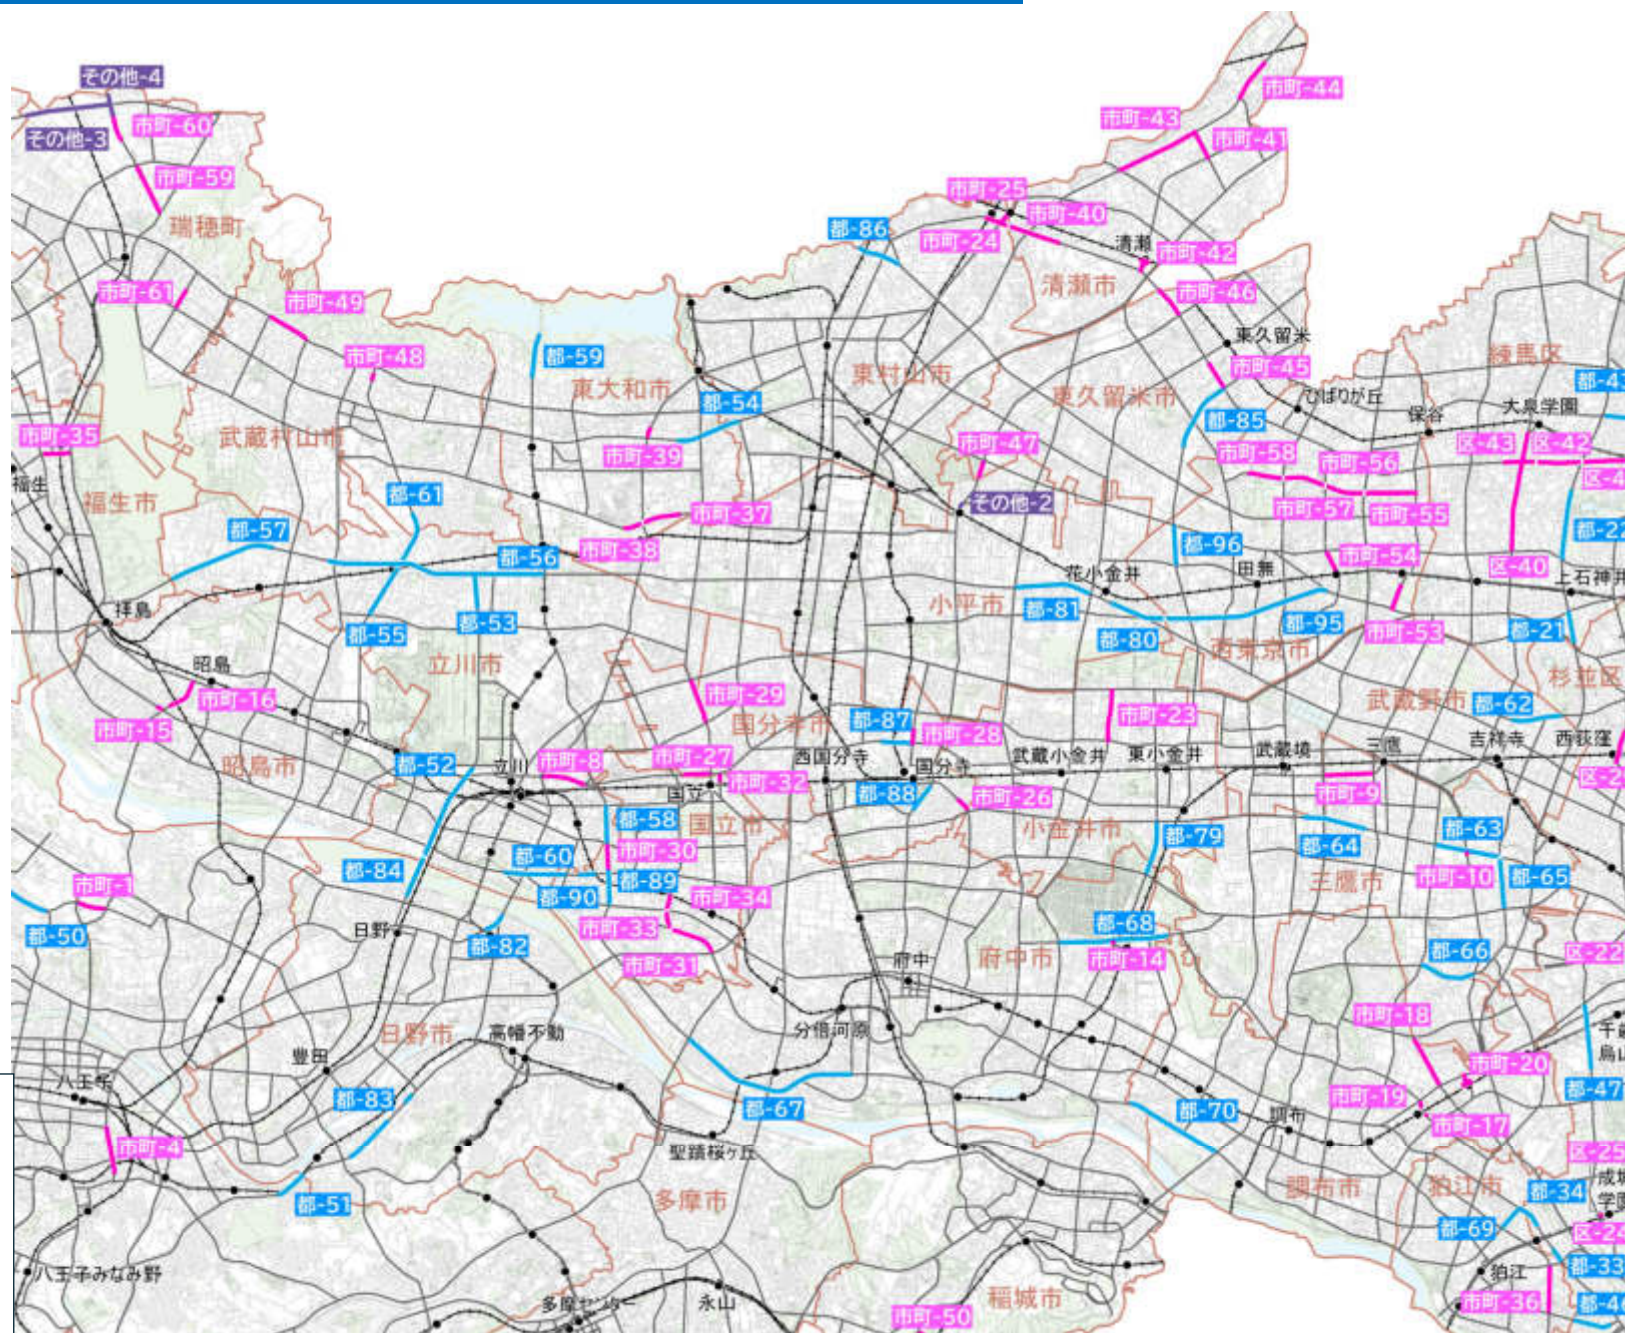 その他-4
市町-44
市町-43
市町-60
その他-3
市町-41
市町-59
市町-25
市町-40
瑞穂町
都-86
市町-24
清瀬
市町-42
清瀬市
市町-61
市町-46
市町-49
東久留米
都-59
市町-48
練馬区
東村山市
市町-45
東大和市
都-43
都-54
東久留米市
ひばりが丘
大泉学園
保谷
都-85
市町-35
武蔵村山市
市町-39
市町-47
区-43
区-42
市町-58
市町-56
福生
区-4
都-61
福生市
その他-2
市町-37
市町-57
市町-55
都-57
都-22
市町-38
都-96
都-56
市町-54
花小金井
田無
区-40
上石神井
拝島
小平市
都-81
都-53
都-95
都-55
都-80
市町-53
都-21
西東京市
昭島
立川市
杉並区
市町-16
市町-29
武蔵野市
都-62
市町-15
国分寺市
都-87
市町-23
市町-28
吉祥寺
西荻窪
昭島市
都-52
立川
市町-8
市町-27
西国分寺
国分寺
武蔵小金井
東小金井
武蔵境
三鷹
市町-32
区-2
国立
都-88
市町-26
市町-9
都-58
国立市
小金井市
都-63
都-79
都-64
市町-30
都-60
都-84
市町-10
都-65
市町-1
都-89
三鷹市
都-90
市町-34
都-68
日野
市町-33
都-50
都-82
都-66
区-22
府中
府中市
市町-14
市町-31
市町-18
日野市
高幡不動
分倍河原
千歳
烏山
豊田
市町-20
八王子
都-47
都-83
市町-19
都-67
都-70
調布
市町-17
市町-4
聖蹟桜ヶ丘
区-25
成城
学園
調布市
狛江市
都-34
多摩市
都-51
都-69
区-24
都-33
八王子みなみ野
狛江
稲城市
多摩センター
永山
市町-36
都-46
市町-50